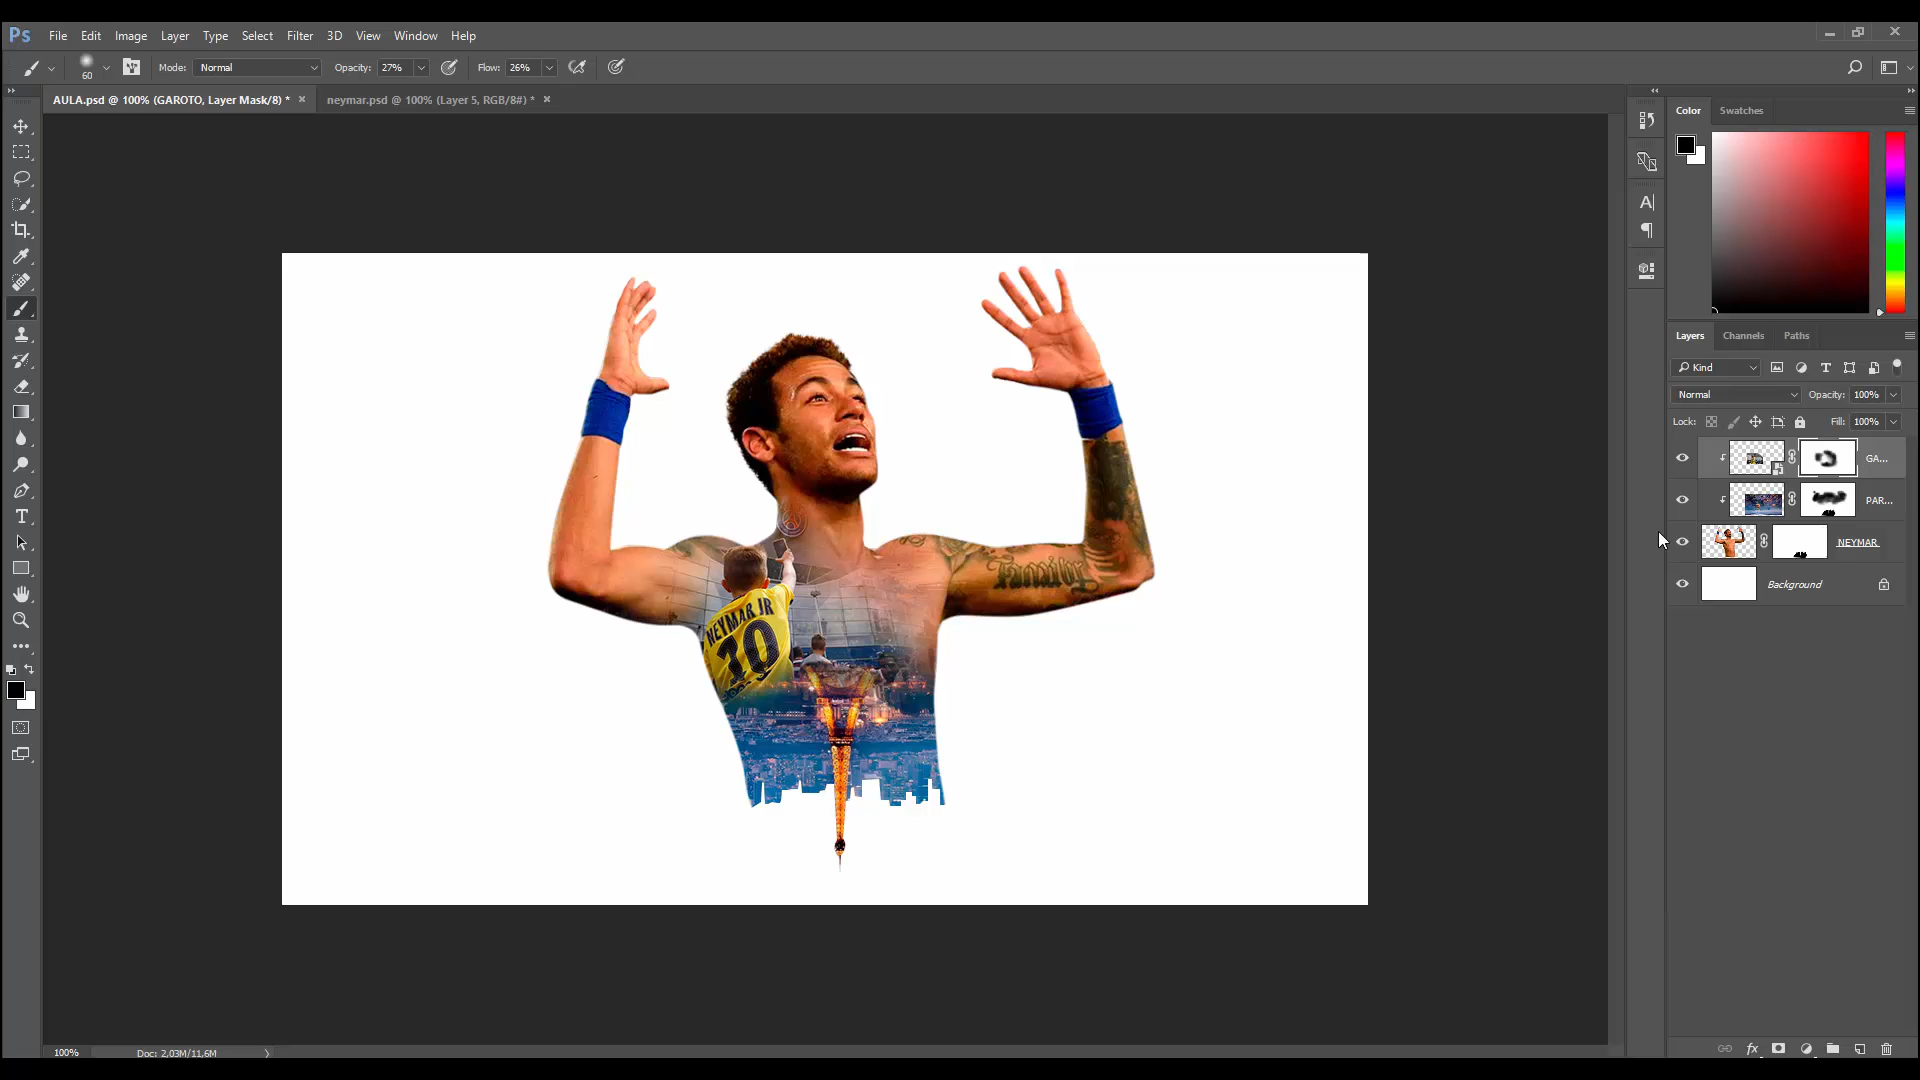 Ps File Edit Image Layer Type Select Filter 3D View Window Help
60 Mode: Normal Opacity: 27% Flow: 26%
AULA.psd @ 100% (GAROTO, Layer Mask/8) * × neymar.psd @ 100% (Layer 5, RGB/8#) * ×
Color Swatches
Layers Channels Paths
Kind
Normal Opacity: 100%
Lock: Fill: 100%
GA...
PAR...
NEYMAR
Background
NEYMAR JR
10
100% Doc: 2,03M/11,6M